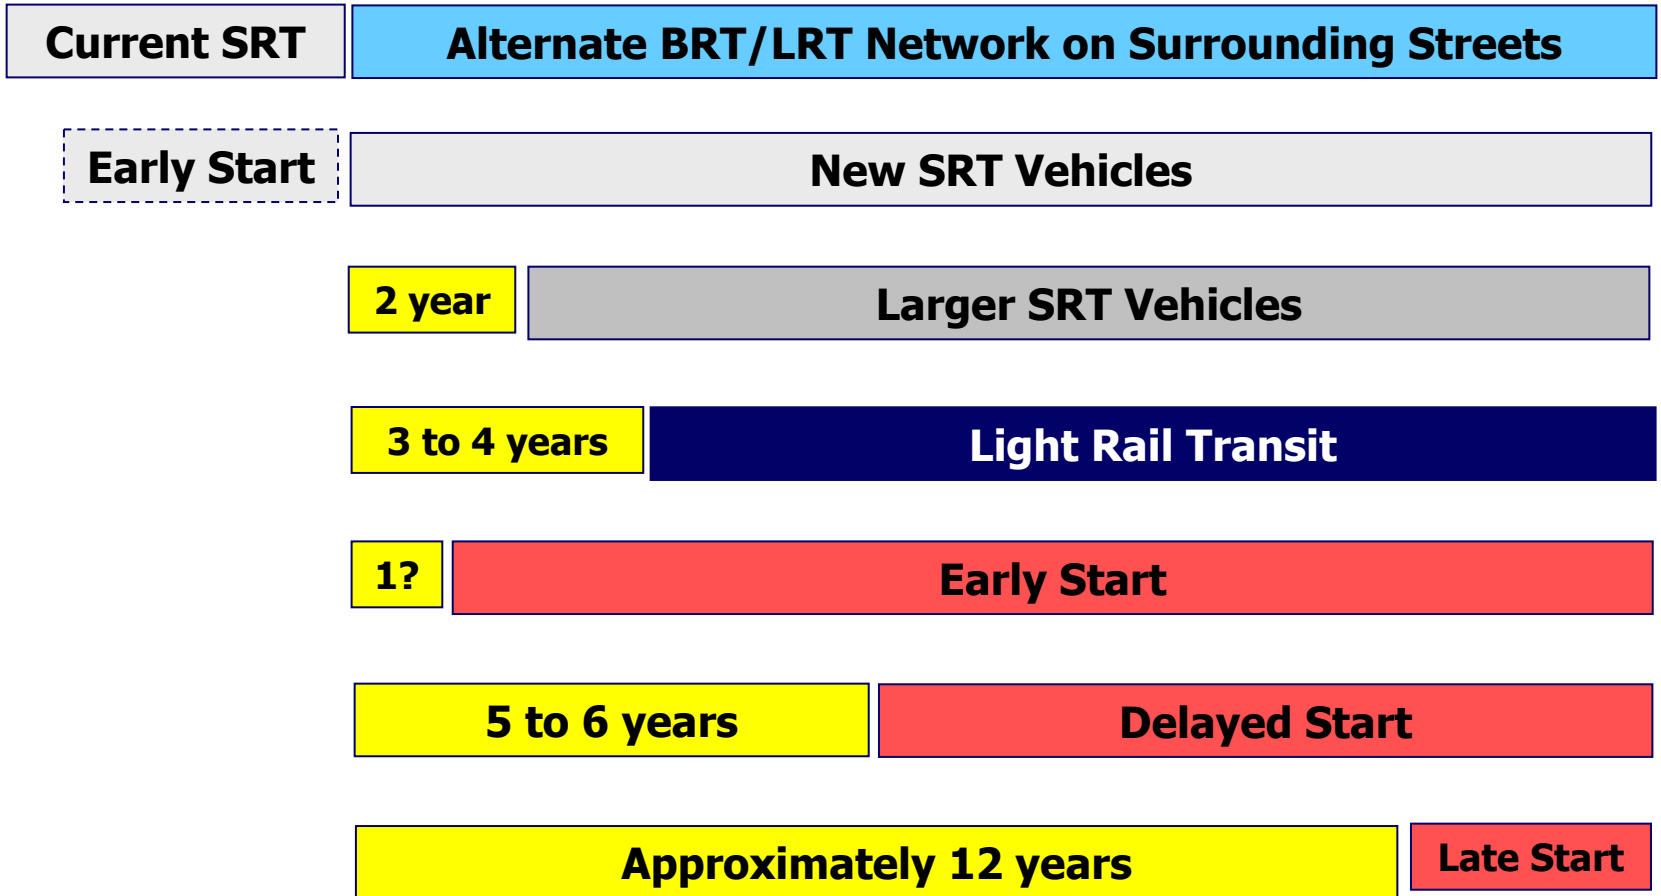 Current SRT
Alternate BRT/LRT Network on Surrounding Streets
Early Start
New SRT Vehicles
2 year
Larger SRT Vehicles
3 to 4 years
Light Rail Transit
1?
Early Start
5 to 6 years
Delayed Start
Approximately 12 years
Late Start